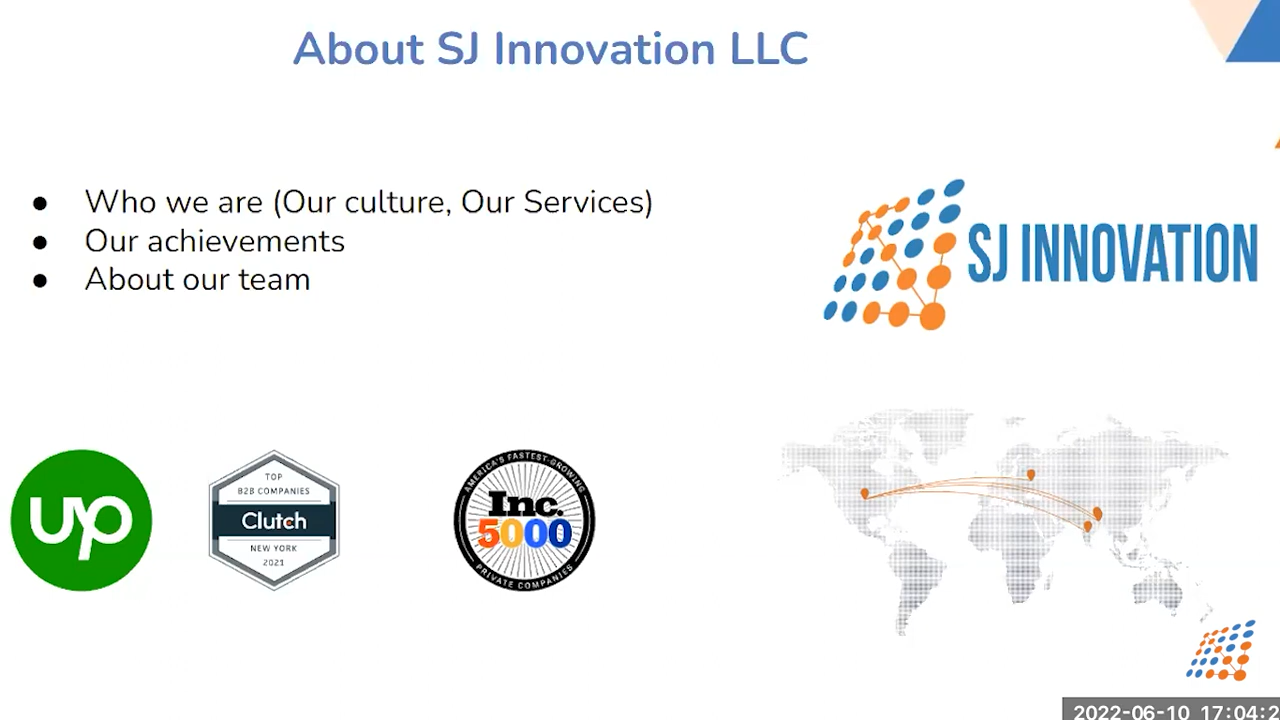 About SJ Innovation LLC
● Who we are (Our culture, Our Services)
● Our achievements
● About our team
SJ INNOVATION
up
TOP
B2B COMPANIES
Clutch
NEW YORK
2021
AMERICA'S FASTEST-GROWING
Inc.
5000
PRIVATE COMPANIES
2022-06-10 17:04:2